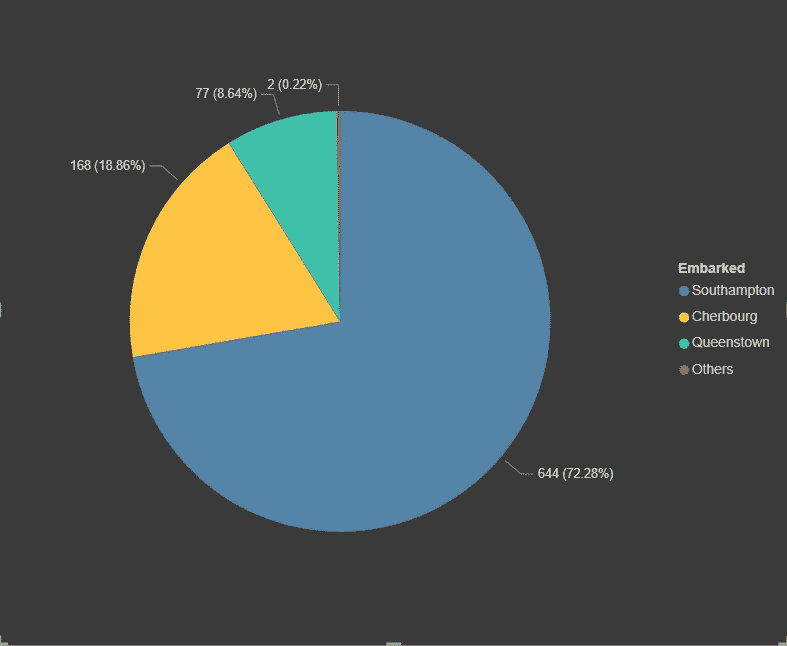 2 (0.22%)
77 (8.64%)
168 (18.86%)
Embarked
Southampton
Cherbourg
Queenstown
Others
644 (72.28%)